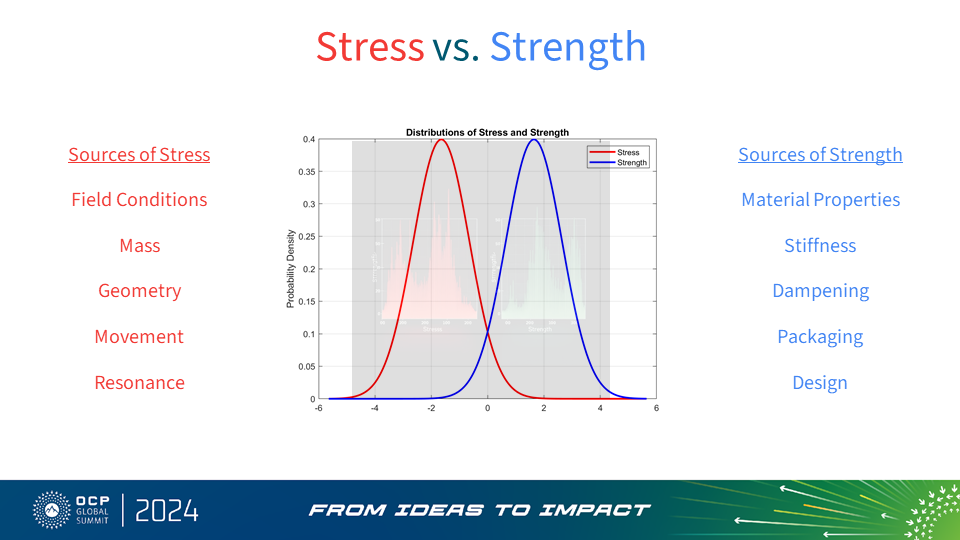 Stress vs. Strength
Sources of Stress
Field Conditions
Mass
Geometry
Movement
Resonance
Distributions of Stress and Strength
Stress
Strength
Probability Density
0.4
0.35
0.3
0.25
0.2
0.15
0.1
0.05
0
-6
-4
-2
0
2
4
6
Stress
Strength
Sources of Strength
Material Properties
Stiffness
Dampening
Packaging
Design
OCP
GLOBAL
SUMMIT
2024
FROM IDEAS TO IMPACT